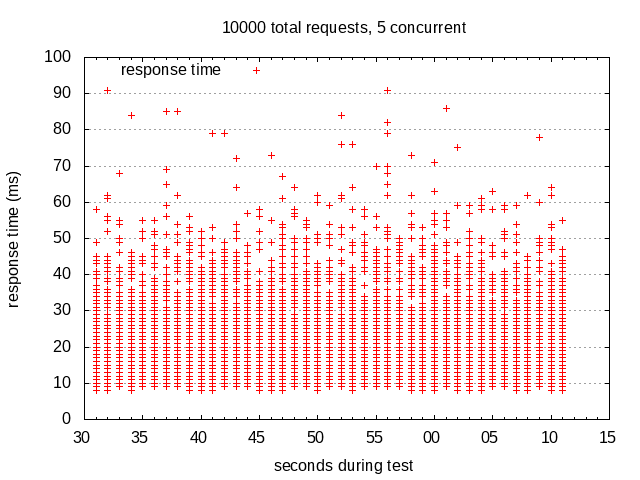 10000 total requests, 5 concurrent
response time
100
90
80
70
60
50
40
30
20
10
0
response time (ms)
30 35 40 45 50 55 00 05 10 15
seconds during test